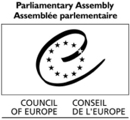 Parliamentary Assembly
Assemblée parlementaire
COUNCIL CONSEIL
OF EUROPE DE L'EUROPE